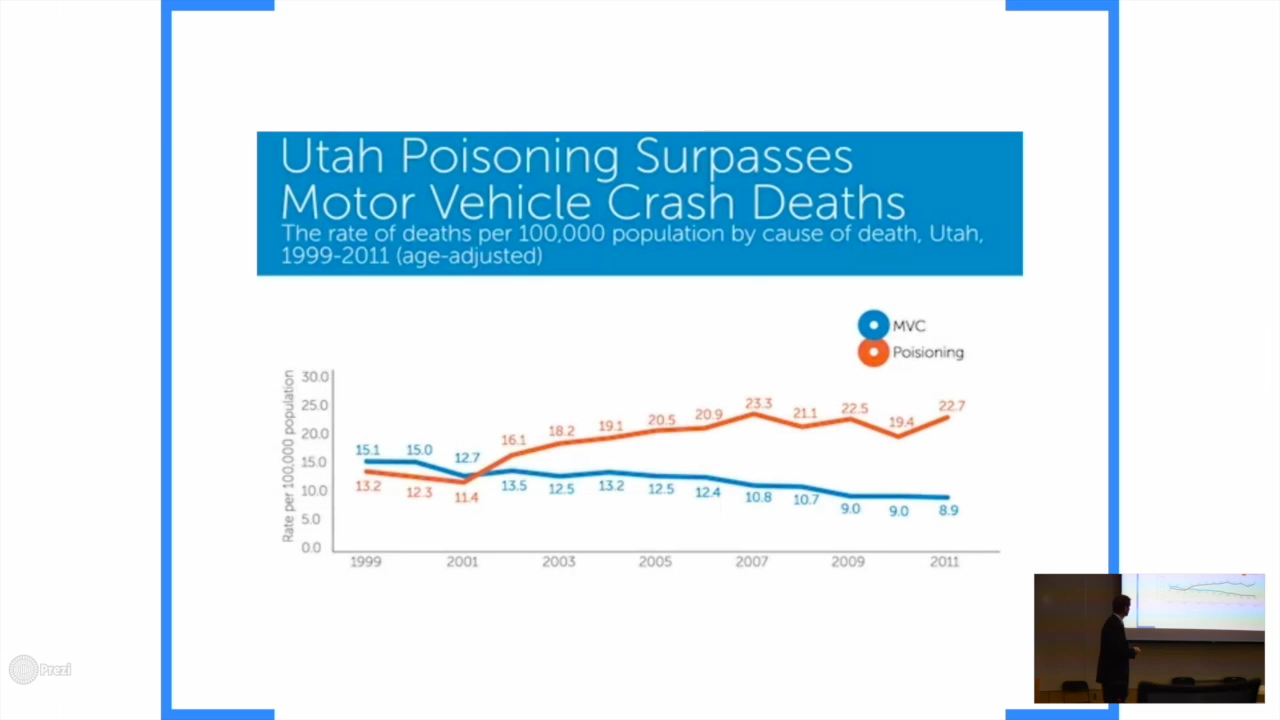 Utah Poisoning Surpasses
Motor Vehicle Crash Deaths
The rate of deaths per 100,000 population by cause of death, Utah,
1999-2011 (age-adjusted)
MVC
Poisioning
Rate per 100,000 population
30.0
25.0
20.0
15.0
10.0
5.0
0.0
15.1 15.0 12.7 13.5 12.5 13.2 12.5 12.4 10.8 10.7 9.0 9.0 8.9
13.2 12.3 11.4 16.1 18.2 19.1 20.5 20.9 23.3 21.1 22.5 19.4 22.7
1999 2001 2003 2005 2007 2009 2011
Prezi